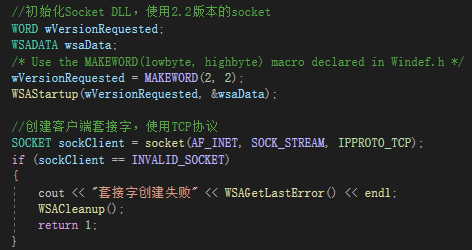 //初始化Socket DLL，使用2.2版本的socket
WORD wVersionRequested;
WSADATA wsaData;
/* Use the MAKEWORD(lowbyte, highbyte) macro declared in Windef.h */
wVersionRequested = MAKEWORD(2, 2);
WSAStartup(wVersionRequested, &wsaData);

//创建客户端套接字，使用TCP协议
SOCKET sockClient = socket(AF_INET, SOCK_STREAM, IPPROTO_TCP);
if (sockClient == INVALID_SOCKET)
{
    cout << "套接字创建失败" << WSAGetLastError() << endl;
    WSACleanup();
    return 1;
}